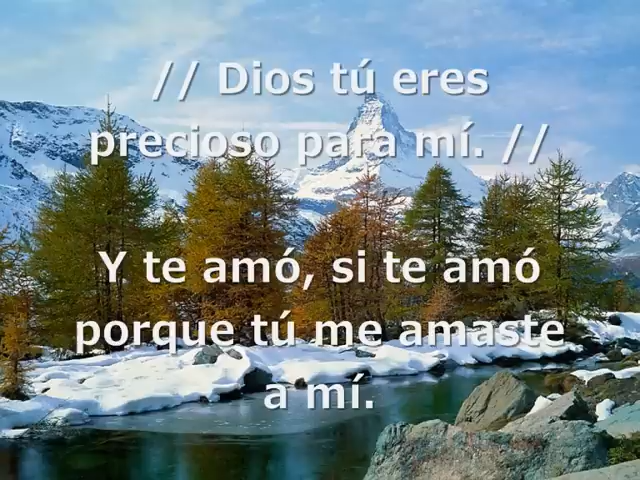 // Dios tú eres
precioso para mí. //
Y te amó, si te amó
porque tú me amaste
a mí.